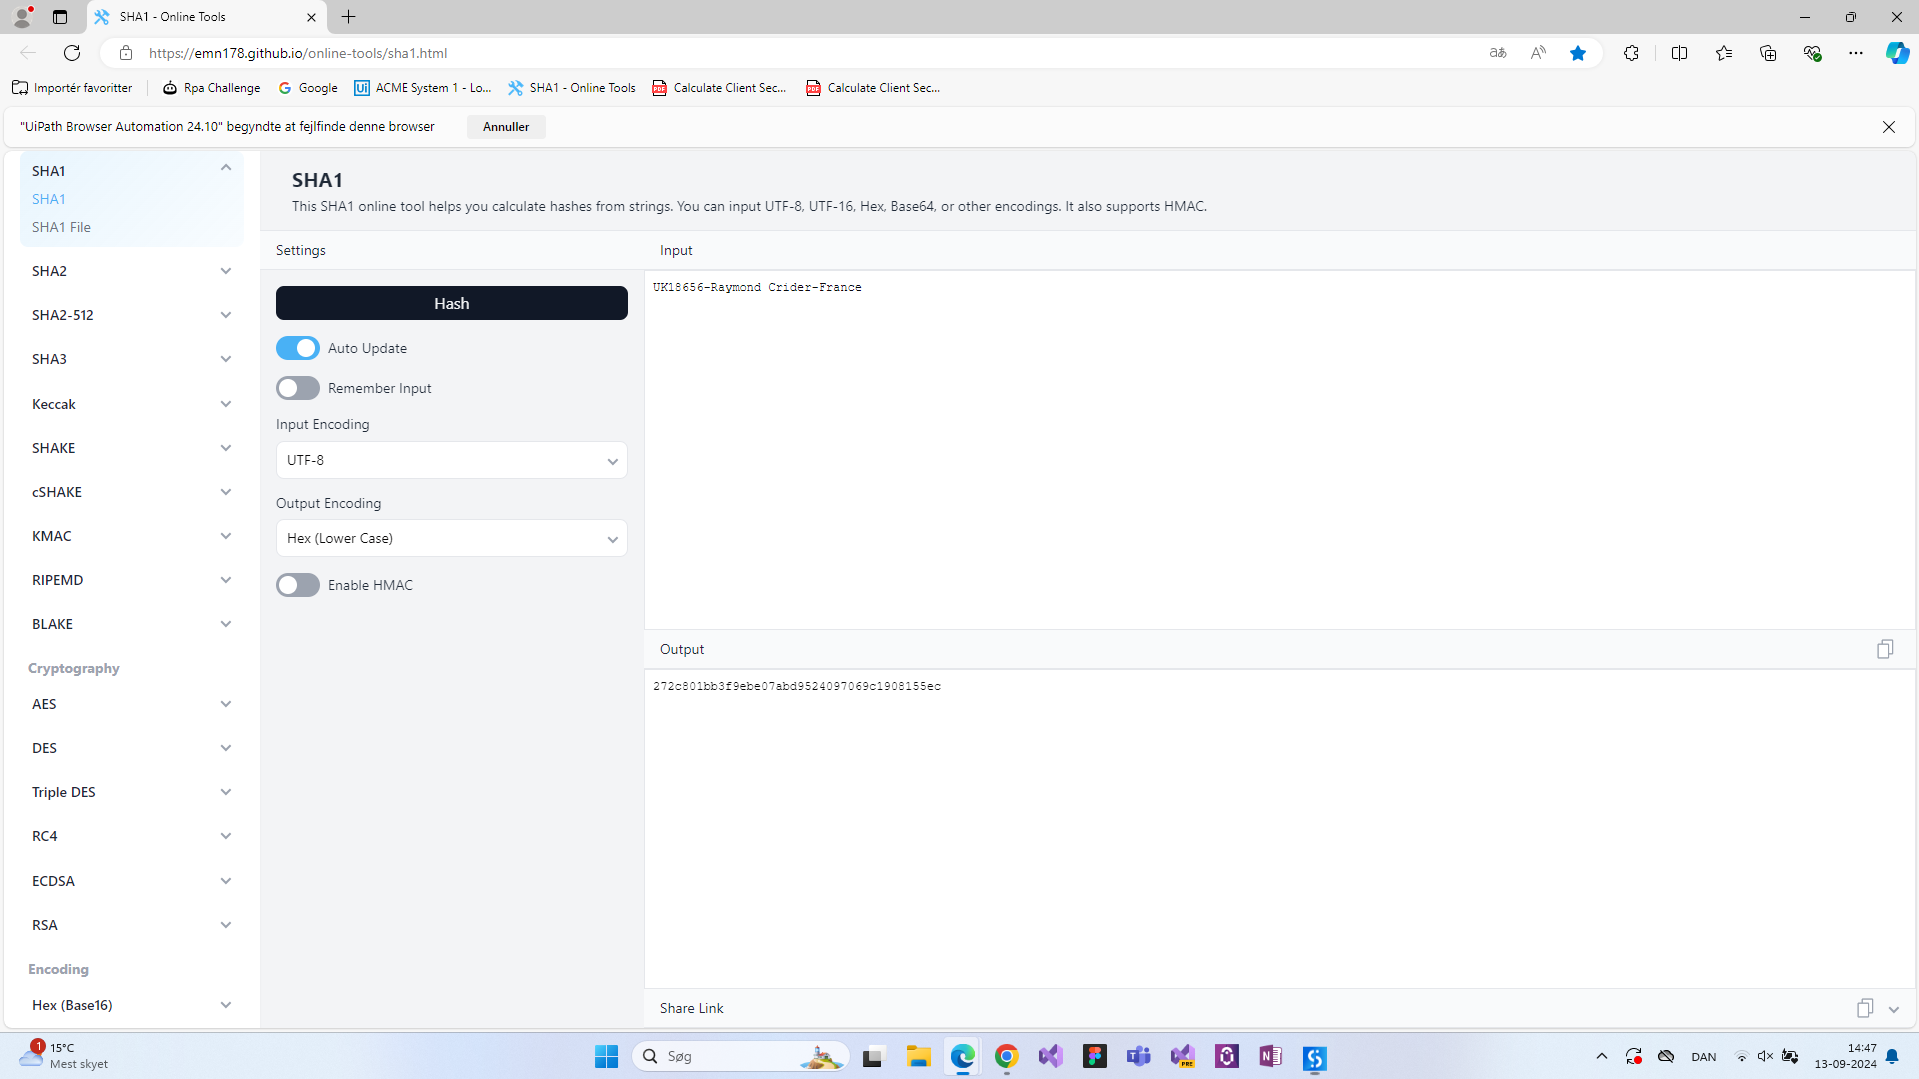 SHA1 - Online Tools
https://emn178.github.io/online-tools/sha1.html
Importér favoritter
Rpa Challenge
Google
ACME System 1 - Lo...
SHA1 - Online Tools
Calculate Client Sec...
Calculate Client Sec...
"UiPath Browser Automation 24.10" begyndte at fejlfinde denne browser
Annuller
SHA1
SHA1
SHA1 File
SHA2
SHA2-512
SHA3
Keccak
SHAKE
cSHAKE
KMAC
RIPEMD
BLAKE
Cryptography
AES
DES
Triple DES
RC4
ECDSA
RSA
Encoding
Hex (Base16)
SHA1
This SHA1 online tool helps you calculate hashes from strings. You can input UTF-8, UTF-16, Hex, Base64, or other encodings. It also supports HMAC.
Settings
Hash
Auto Update
Remember Input
Input Encoding
UTF-8
Output Encoding
Hex (Lower Case)
Enable HMAC
Input
UK18656-Raymond Crider-France
Output
272c801bb3f9ebe07abd9524097069c1908155ec
Share Link
1
15°C
Mest skyet
Søg
DAN
14:47
13-09-2024